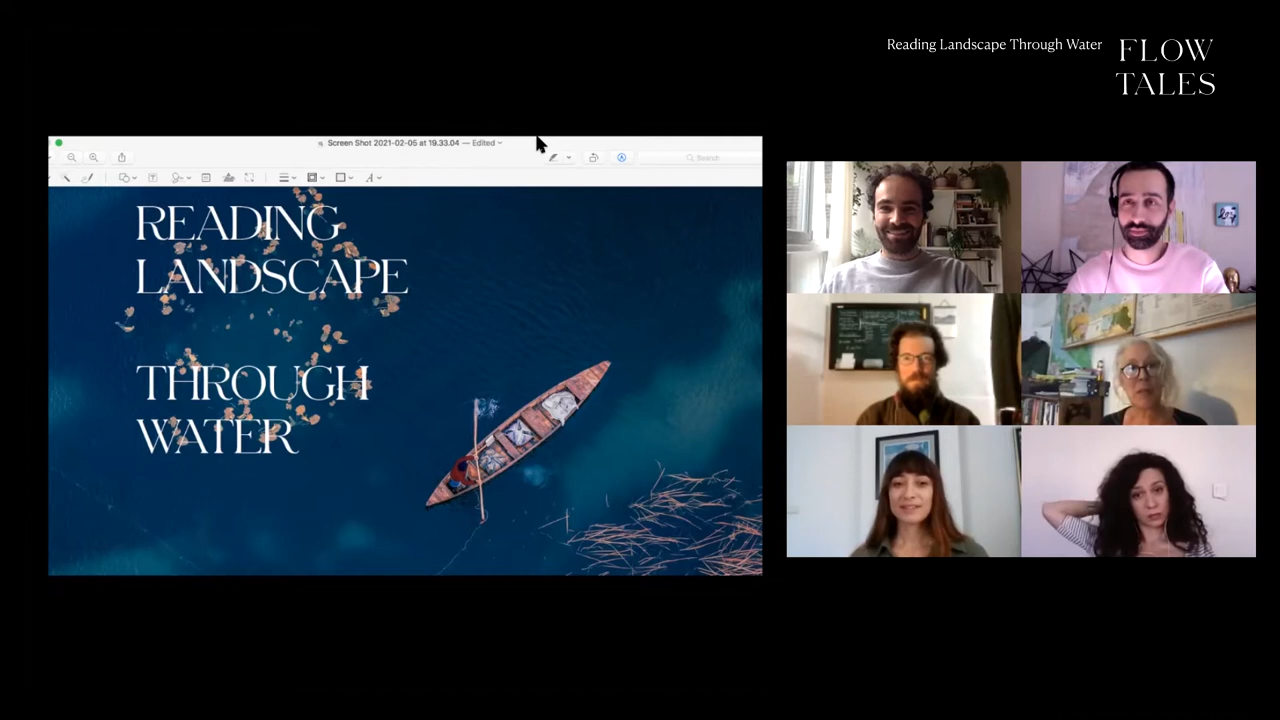 Reading Landscape Through Water
FLOW
TALES
Screen Shot 2021-02-05 at 19.33.04 — Edited
Search
READING
LANDSCAPE
THROUGH
WATER